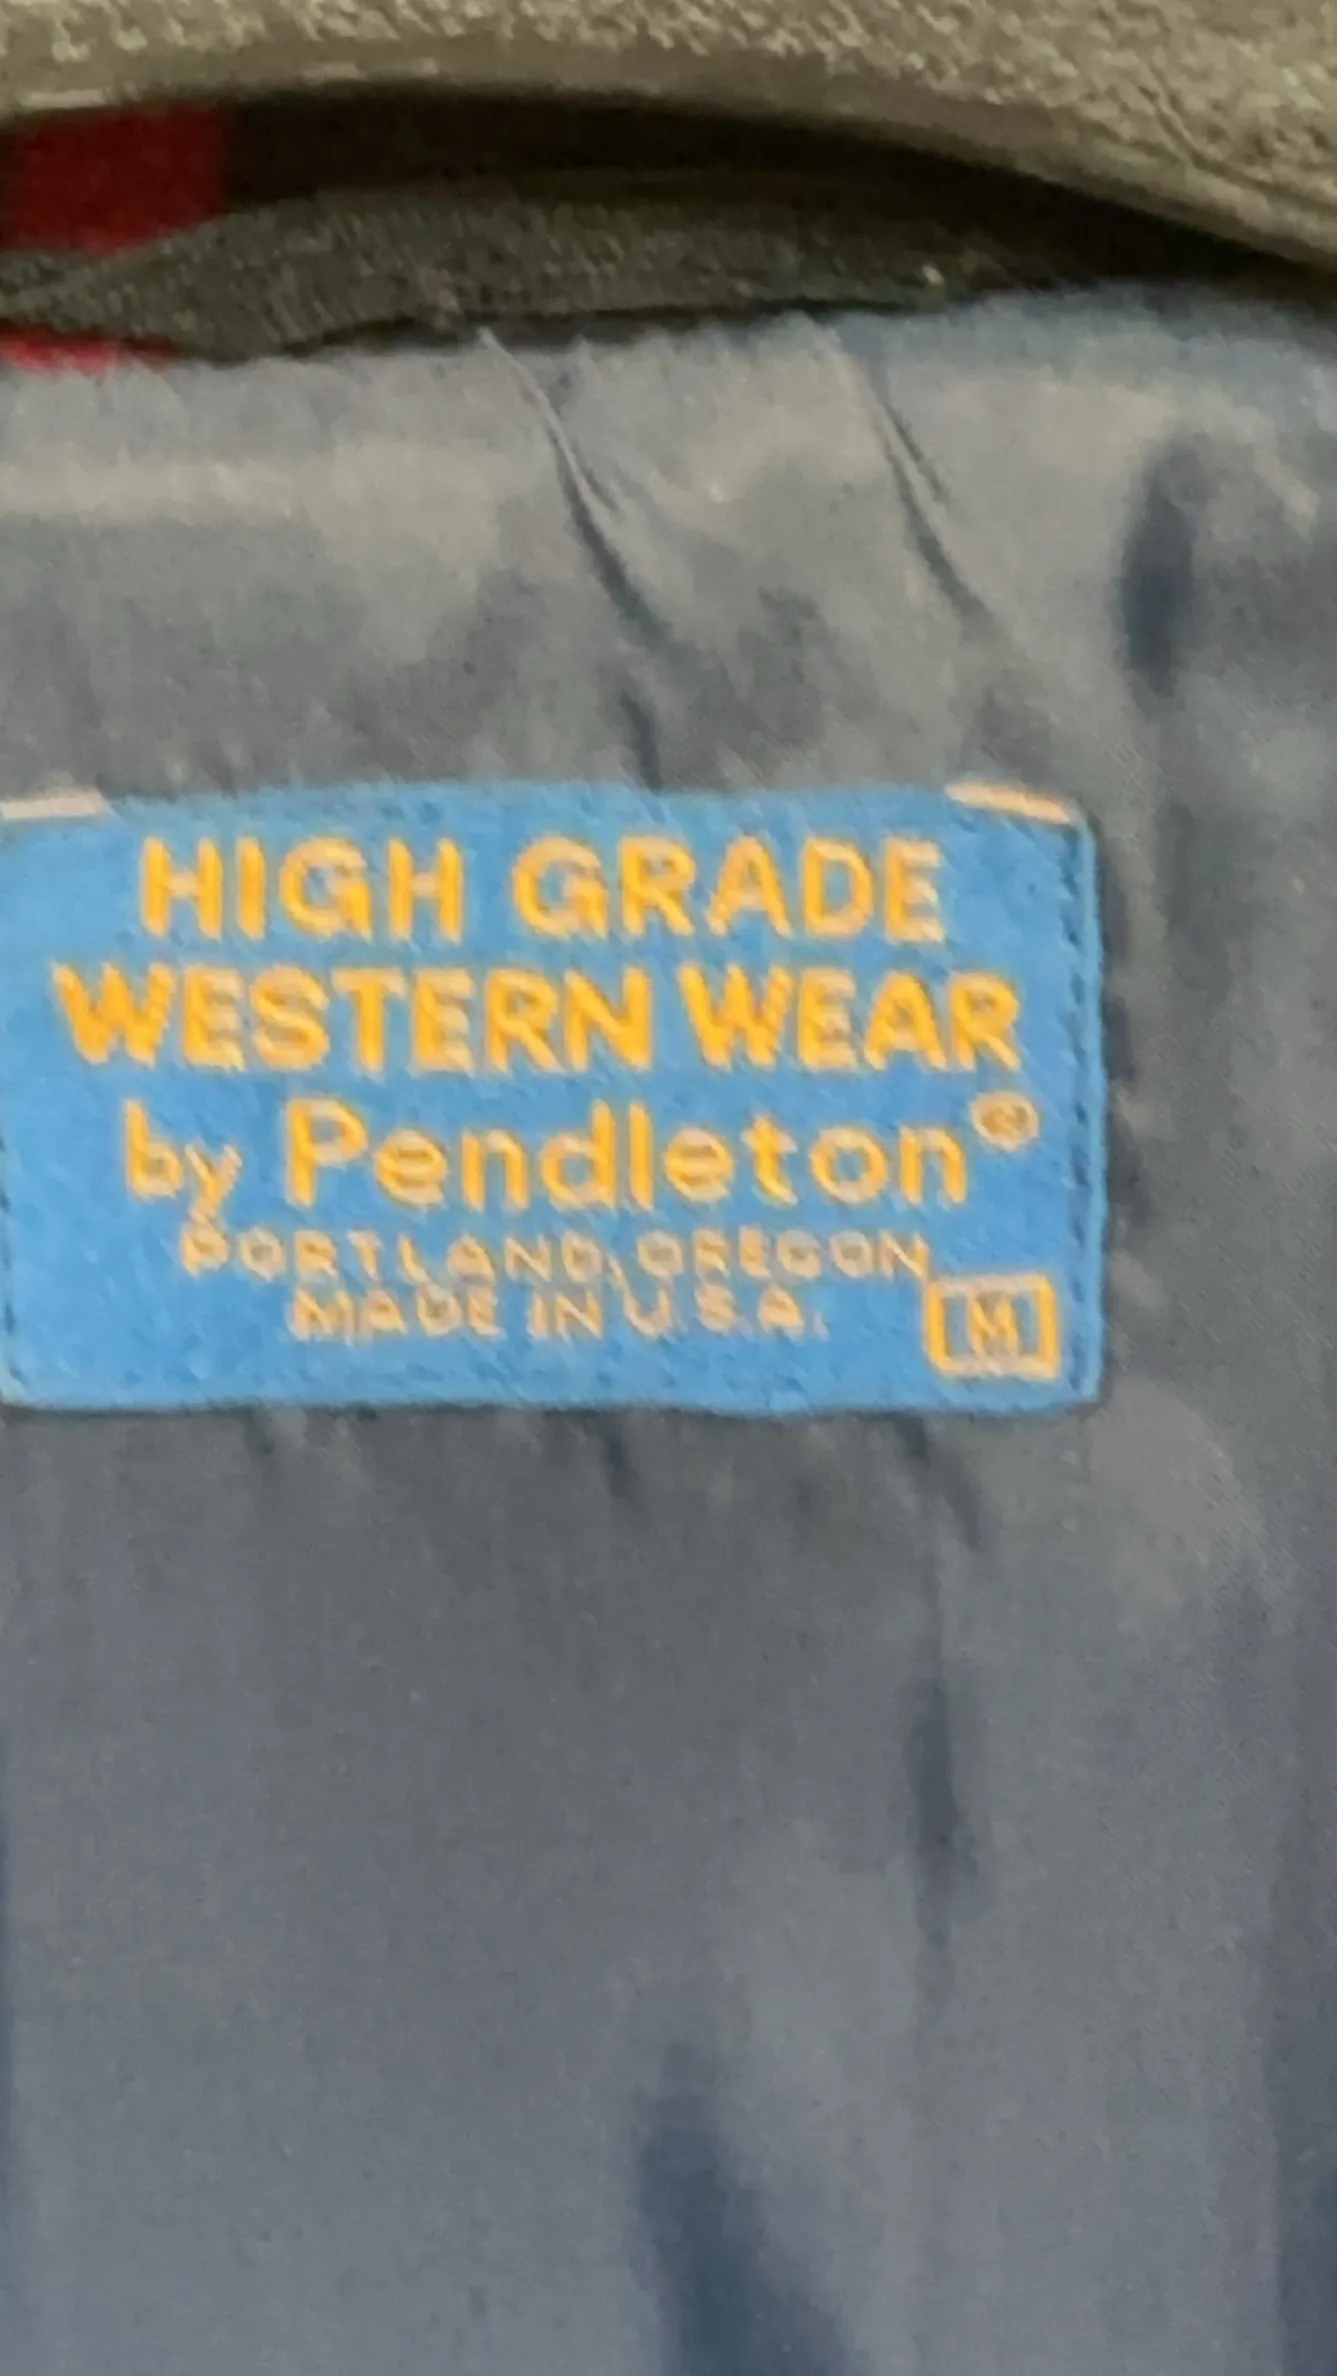 HIGH GRADE
WESTERN WEAR
by Pendleton®
PORTLAND, OREGON
MADE IN U.S.A.
M